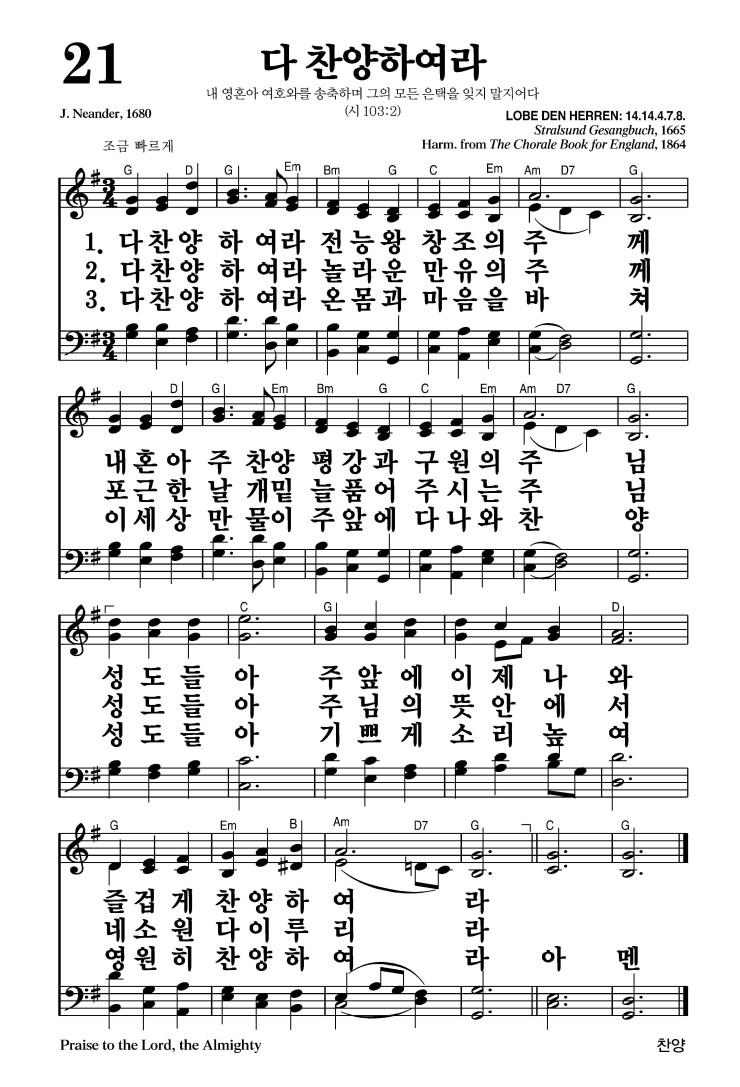 21
다 찬양하여라
내 영혼아 여호와를 송축하며 그의 모든 은택을 잊지 말지어다
(시 103:2)
J. Neander, 1680
LOBE DEN HERREN: 14.14.4.7.8.
Stralsund Gesangbuch, 1665
Harm. from The Chorale Book for England, 1864
조금 빠르게
G D G Em Bm G C Em Am D7 G
3 4
1. 다 찬 양 하 여라 전 능 왕 창 조 의 주 께
2. 다 찬 양 하 여라 놀 라 운 만 유 의 주 께
3. 다 찬 양 하 여라 온 몸 과 마 음 을 바 쳐
3 4
D G Em Bm G C Em Am D7 G
내 혼 아 주 찬양 평 강 과 구 원 의 주 님
포 근 한 날 개밑 늘 품 어 주 시 는 주 님
이 세 상 만 물이 주 앞 에 다 나 와 찬 양
C G D
성 도 들 아 주 앞 에 이 제 나 와
성 도 들 아 주 님 의 뜻 안 에 서
성 도 들 아 기 쁘 게 소 리 높 여
G Em B Am D7 G C G
즐 겁 게 찬 양 하 여 라
네 소 원 다 이 루 리 라
영 원 히 찬 양 하 여 라 아 멘
Praise to the Lord, the Almighty
찬양